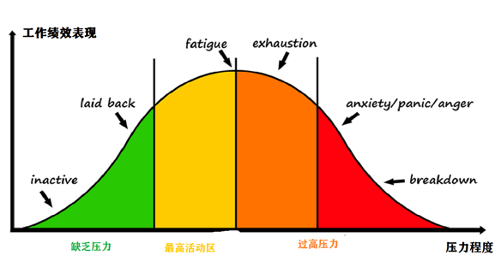 工作绩效表现
fatigue
exhaustion
laid back
anxiety/panic/anger
inactive
breakdown
缺乏压力
最高活动区
过高压力
压力程度